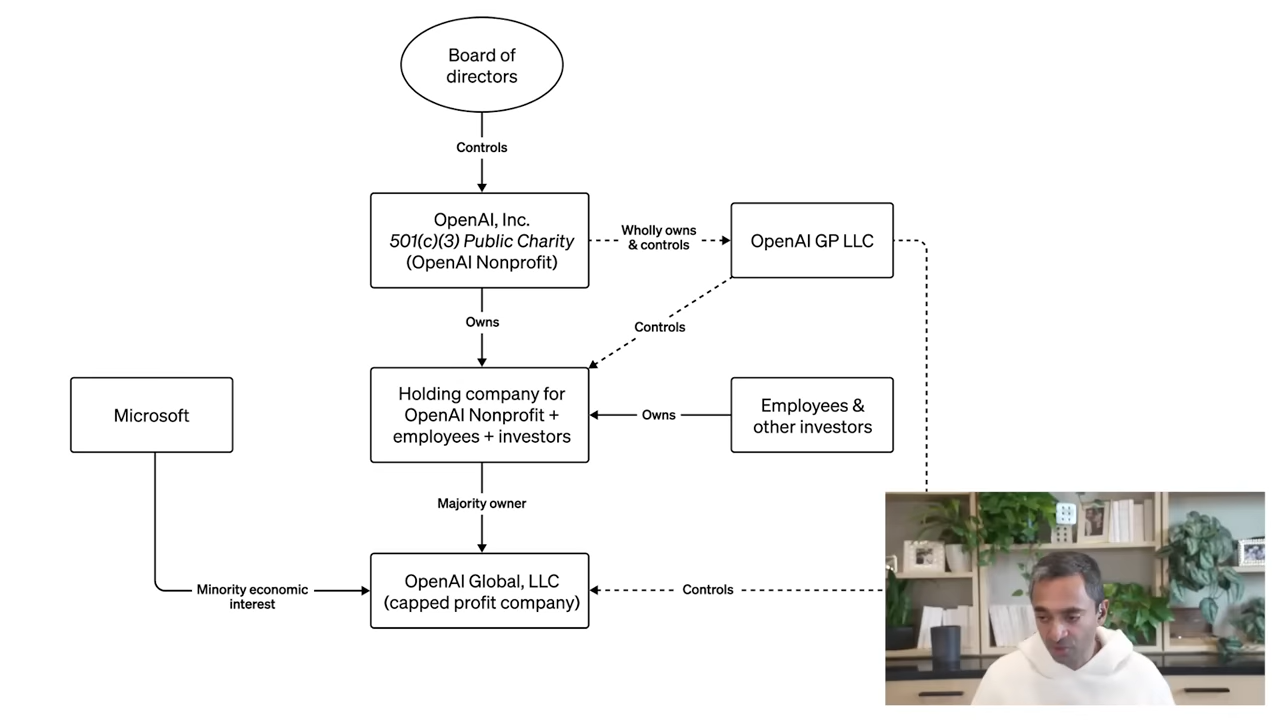 Board of
directors
Controls
OpenAI, Inc.
501(c)(3) Public Charity
(OpenAI Nonprofit)
Wholly owns
& controls
OpenAI GP LLC
Owns
Controls
Microsoft
Holding company for
OpenAI Nonprofit +
employees + investors
Owns
Employees &
other investors
Majority owner
OpenAI Global, LLC
(capped profit company)
Minority economic
interest
Controls